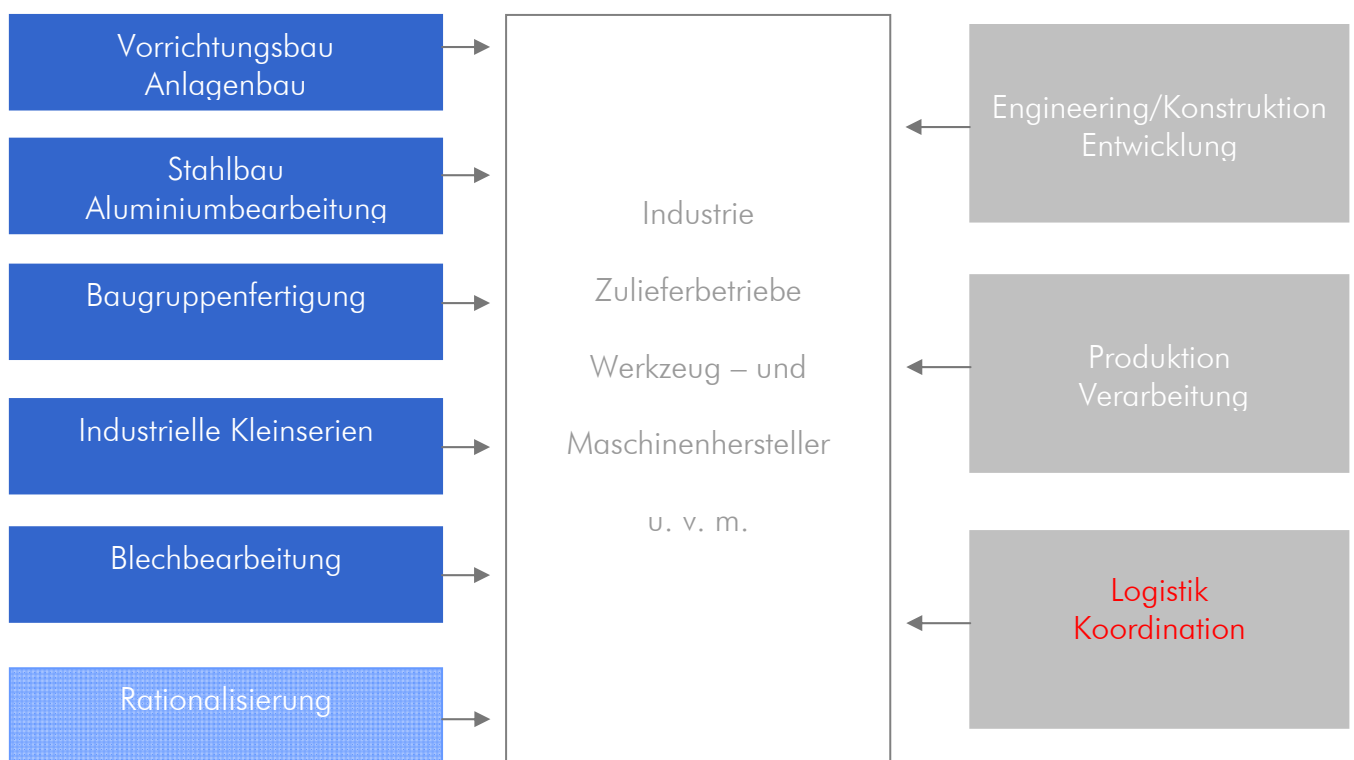 Vorrichtungsbau
Anlagenbau
Stahlbau
Aluminiumbearbeitung
Baugruppenfertigung
Industrielle Kleinserien
Blechbearbeitung
Rationalisierung
Industrie
Zulieferbetriebe
Werkzeug – und
Maschinenhersteller
u. v. m.
Engineering/Konstruktion
Entwicklung
Produktion
Verarbeitung
Logistik
Koordination